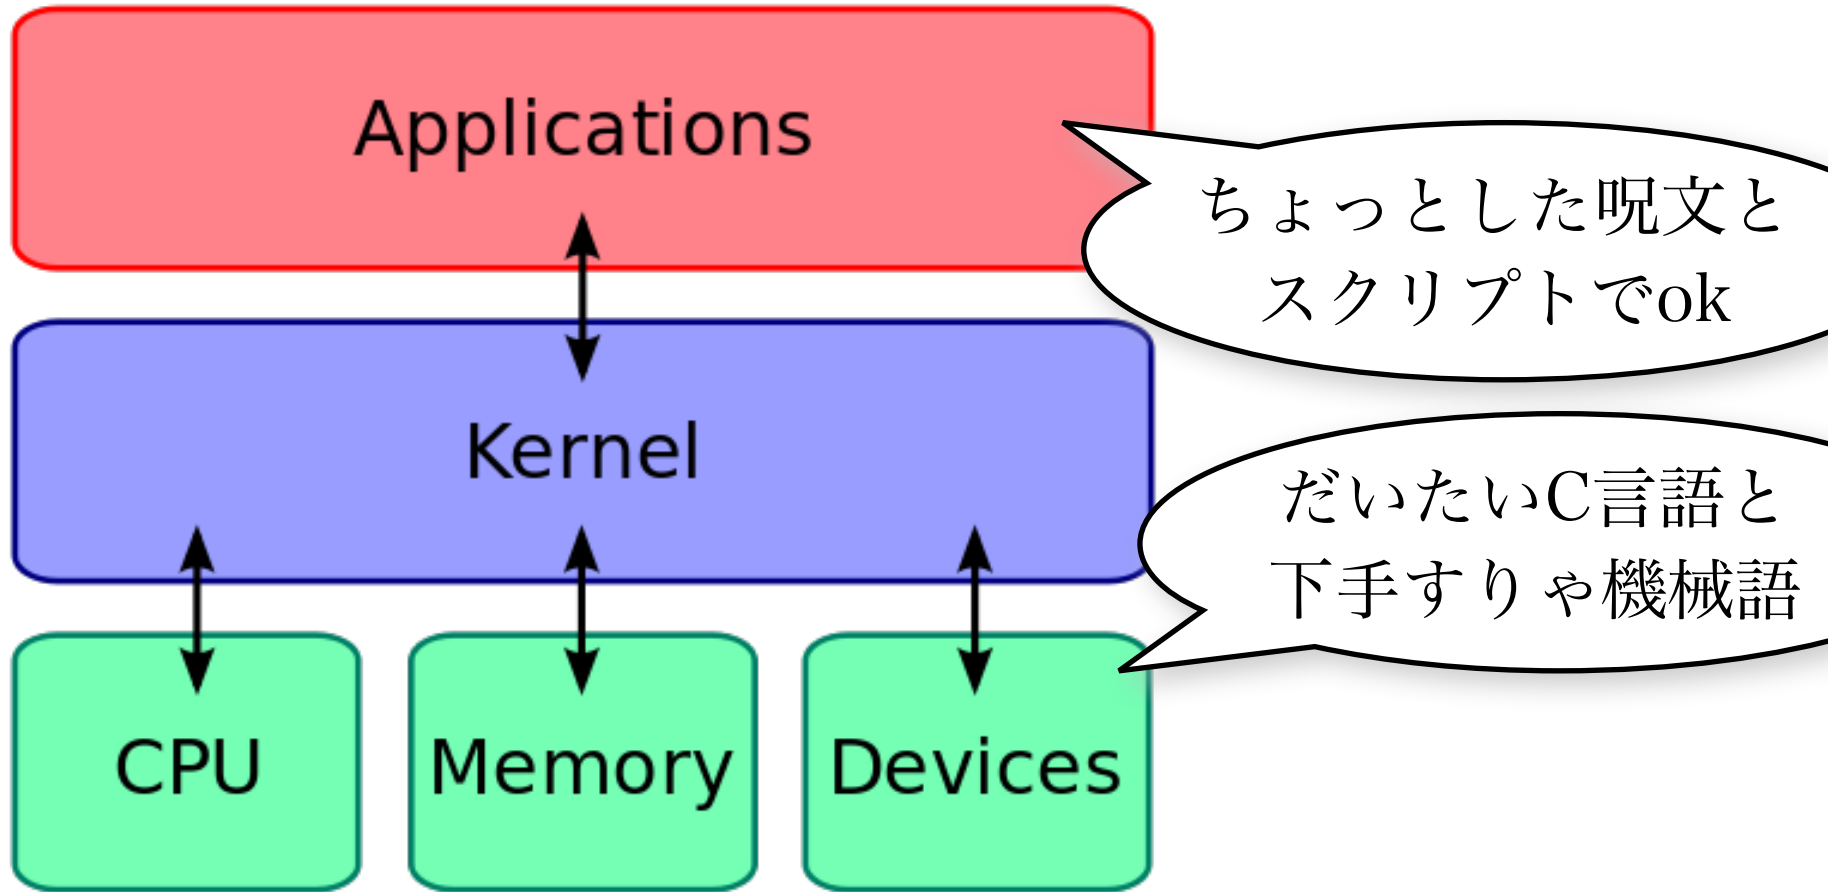 Applications
ちょっとした呪文と
スクリプトでok
Kernel
だいたいC言語と
下手すりゃ機械語
CPU
Memory
Devices